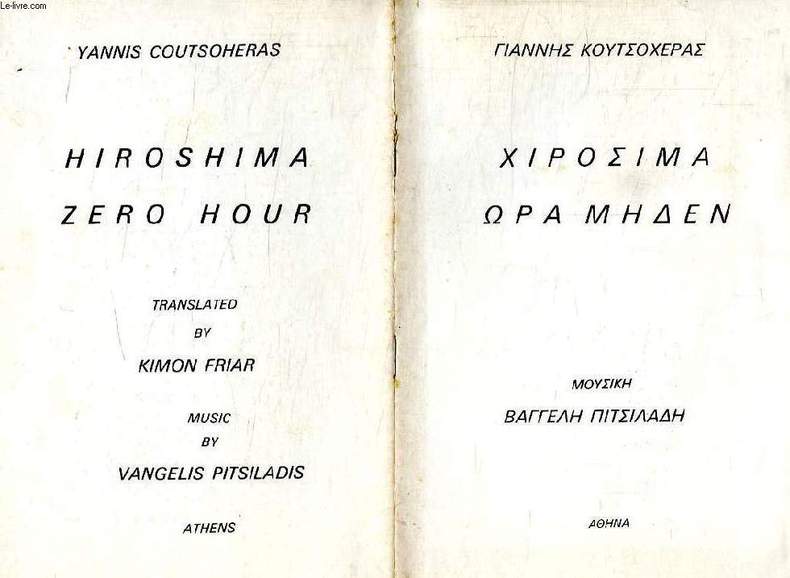 Le-livre.com
YANNIS COUTSOHERAS
HIROSHIMA
ZERO HOUR
TRANSLATED
BY
KIMON FRIAR
MUSIC
BY
VANGELIS PITSILADIS
ATHENS
ΓΙΑΝΝΗΣ ΚΟΥΤΣΟΧΕΡΑΣ
ΧΙΡΟΣΙΜΑ
ΩΡΑ ΜΗΔΕΝ
ΜΟΥΣΙΚΗ
ΒΑΓΓΕΛΗ ΠΙΤΣΙΛΑΔΗ
ΑΘΗΝΑ